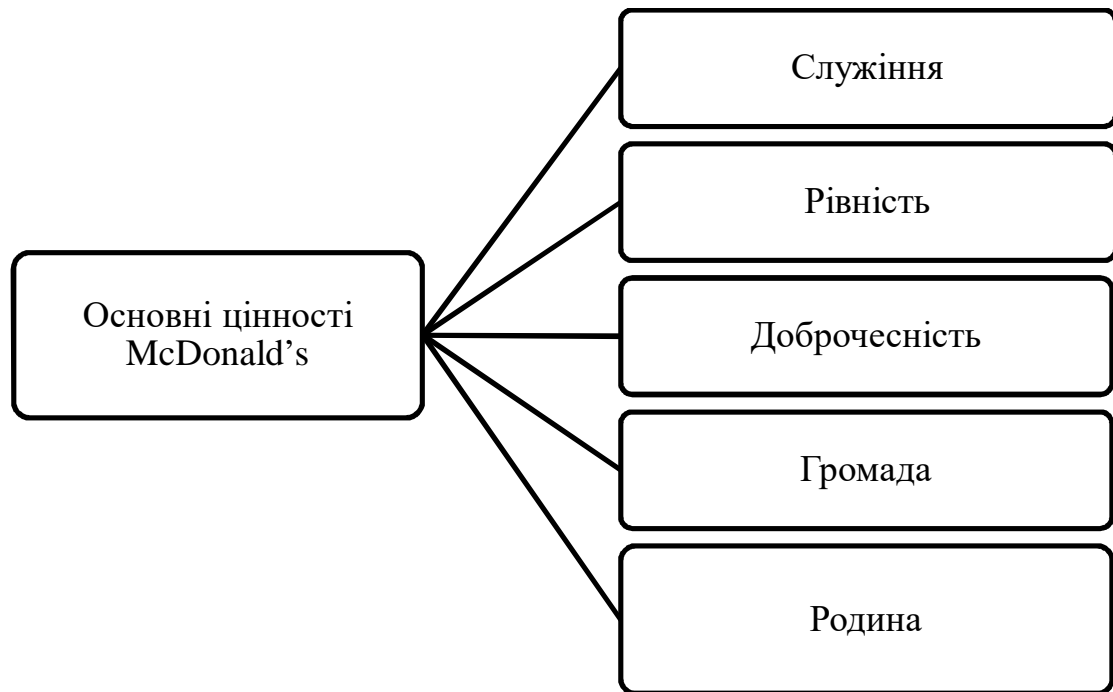 Служіння
Рівність
Основні цінності
McDonald’s
Доброчесність
Громада
Родина